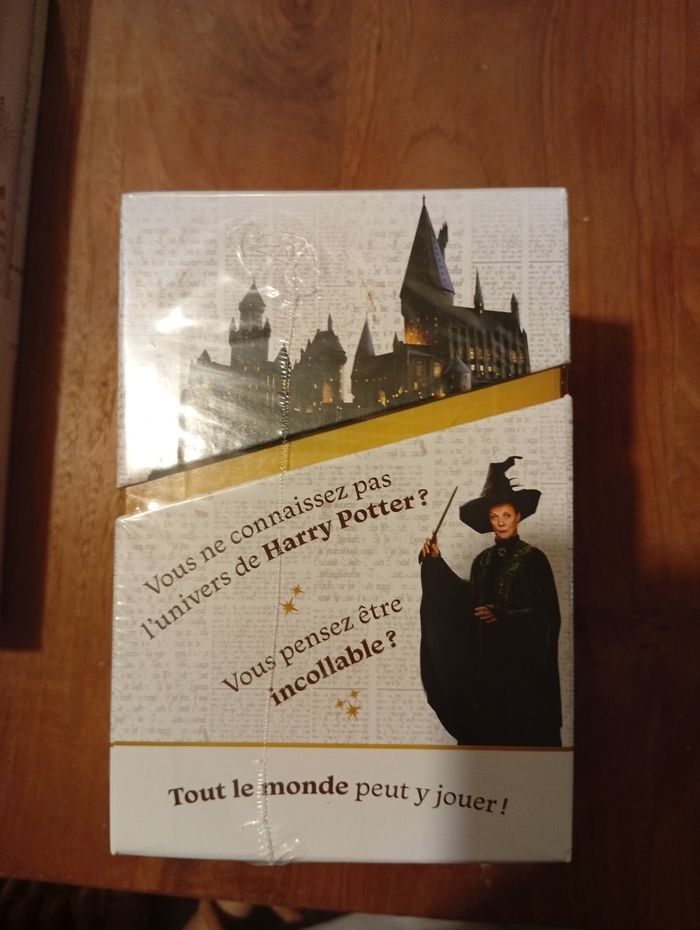 Vous ne connaissez pas
l'univers de Harry Potter ?
Vous pensez être
incollable ?
Tout le monde peut y jouer !